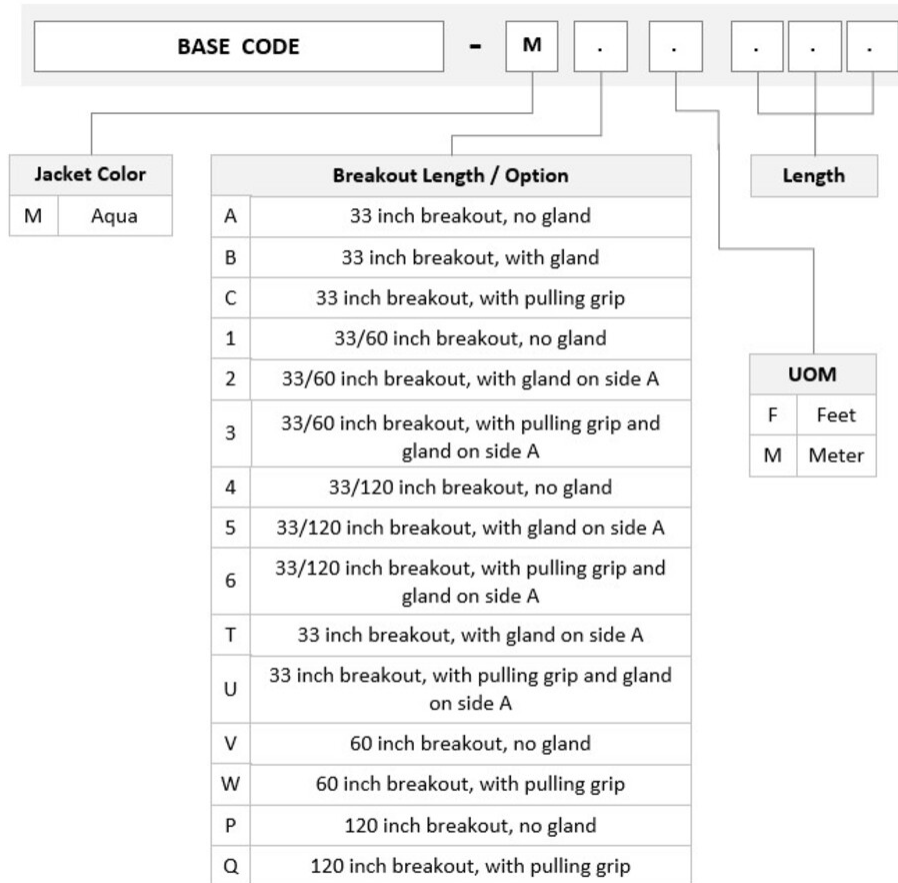 BASE CODE - M . . . . .
Jacket Color
M Aqua
Breakout Length / Option
A 33 inch breakout, no gland
B 33 inch breakout, with gland
C 33 inch breakout, with pulling grip
1 33/60 inch breakout, no gland
2 33/60 inch breakout, with gland on side A
3 33/60 inch breakout, with pulling grip and
gland on side A
4 33/120 inch breakout, no gland
5 33/120 inch breakout, with gland on side A
6 33/120 inch breakout, with pulling grip and
gland on side A
T 33 inch breakout, with gland on side A
U 33 inch breakout, with pulling grip and gland
on side A
V 60 inch breakout, no gland
W 60 inch breakout, with pulling grip
P 120 inch breakout, no gland
Q 120 inch breakout, with pulling grip
Length
UOM
F Feet
M Meter